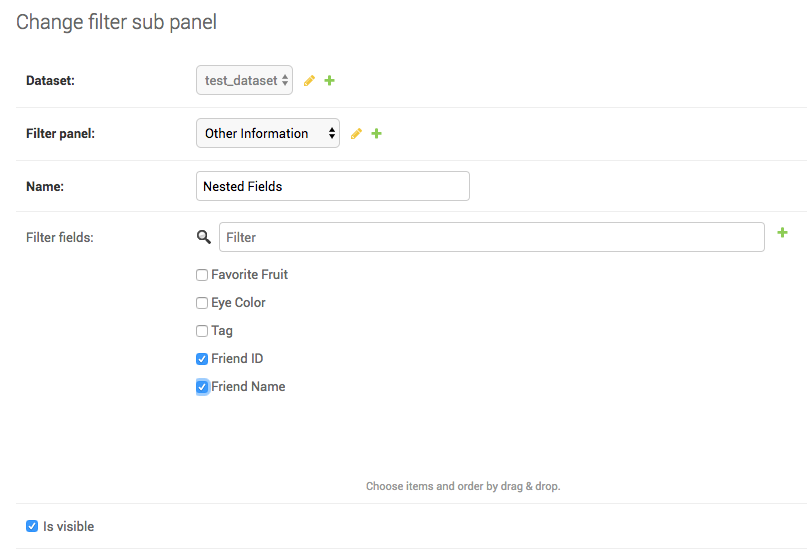 Change filter sub panel
Dataset: test_dataset
Filter panel: Other Information
Name: Nested Fields
Filter fields: Filter
Favorite Fruit
Eye Color
Tag
Friend ID
Friend Name
Choose items and order by drag & drop.
Is visible